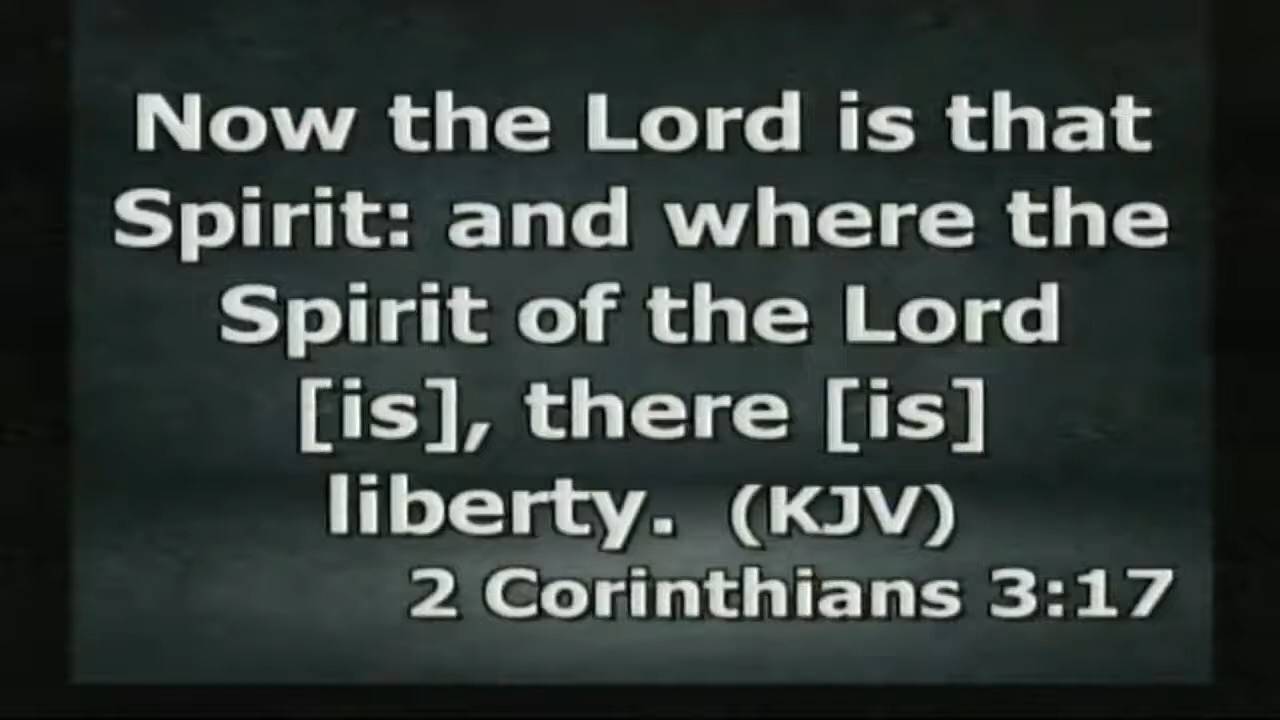 Now the Lord is that
Spirit: and where the
Spirit of the Lord
[is], there [is]
liberty. (KJV)
2 Corinthians 3:17